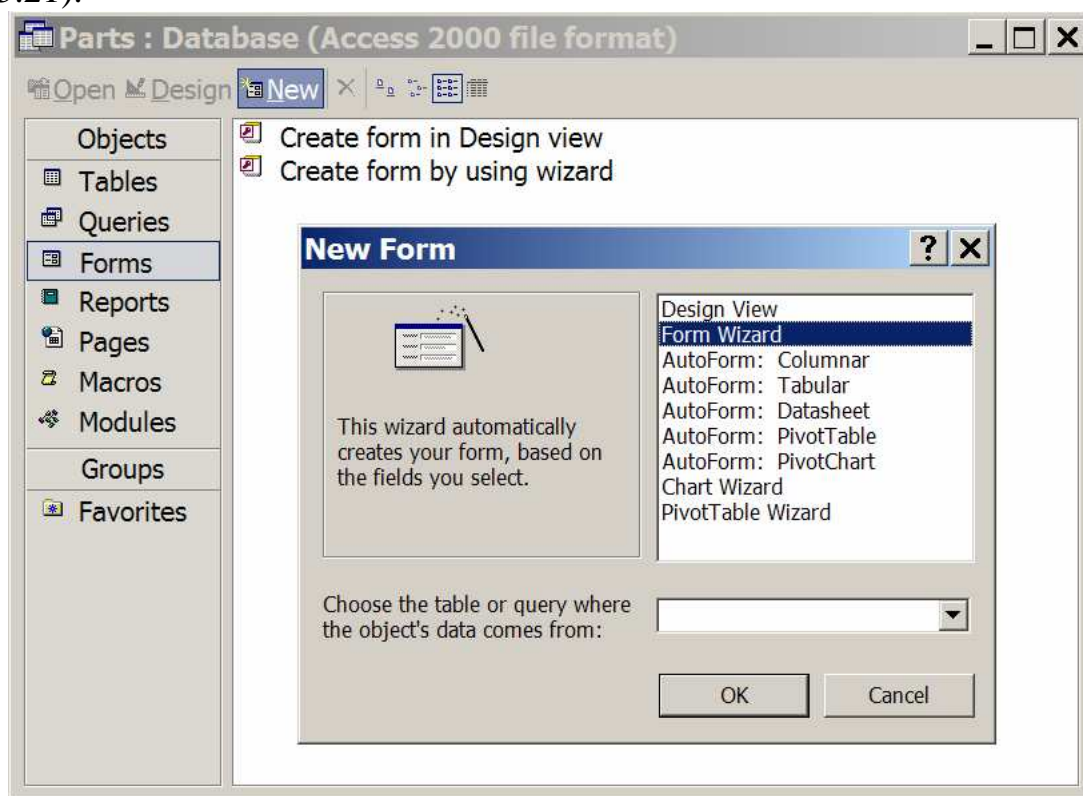 3.21).
Parts : Database (Access 2000 file format)
Open Design New
Objects
Tables
Queries
Forms
Reports
Pages
Macros
Modules
Groups
Favorites
Create form in Design view
Create form by using wizard
New Form
This wizard automatically
creates your form, based on
the fields you select.
Design View
Form Wizard
AutoForm: Columnar
AutoForm: Tabular
AutoForm: Datasheet
AutoForm: PivotTable
AutoForm: PivotChart
Chart Wizard
PivotTable Wizard
Choose the table or query where
the object's data comes from:
OK Cancel